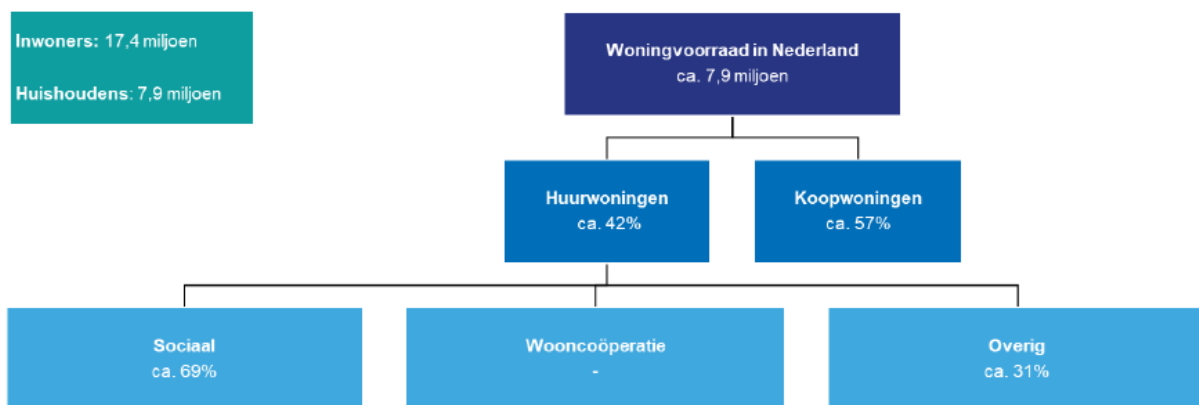 Inwoners: 17,4 miljoen
Huishoudens: 7,9 miljoen
Woningvoorraad in Nederland
ca. 7,9 miljoen
Huurwoningen
ca. 42%
Koopwoningen
ca. 57%
Sociaal
ca. 69%
Wooncoöperatie
-
Overig
ca. 31%